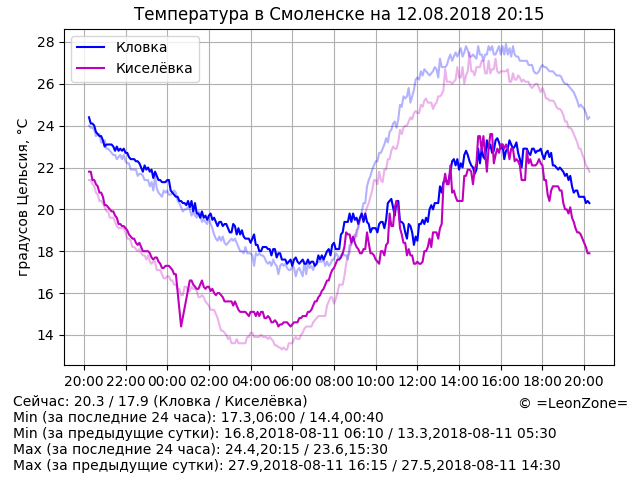 Температура в Смоленске на 12.08.2018 20:15
градусов Цельсия, °C
28
26
24
22
20
18
16
14
Кловка
Киселёвка
20:00 22:00 00:00 02:00 04:00 06:00 08:00 10:00 12:00 14:00 16:00 18:00 20:00
Сейчас: 20.3 / 17.9 (Кловка / Киселёвка)
© =LeonZone=
Min (за последние 24 часа): 17.3,06:00 / 14.4,00:40
Min (за предыдущие сутки): 16.8,2018-08-11 06:10 / 13.3,2018-08-11 05:30
Max (за последние 24 часа): 24.4,20:15 / 23.6,15:30
Max (за предыдущие сутки): 27.9,2018-08-11 16:15 / 27.5,2018-08-11 14:30